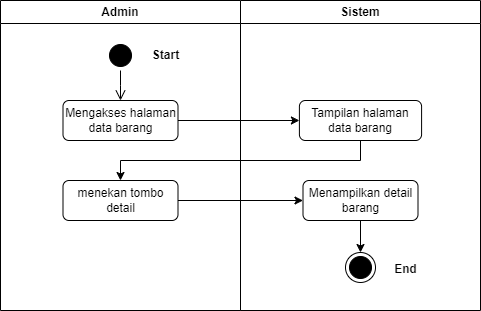 Admin
Sistem
Start
Mengakses halaman
data barang
Tampilan halaman
data barang
menekan tombo
detail
Menampilkan detail
barang
End